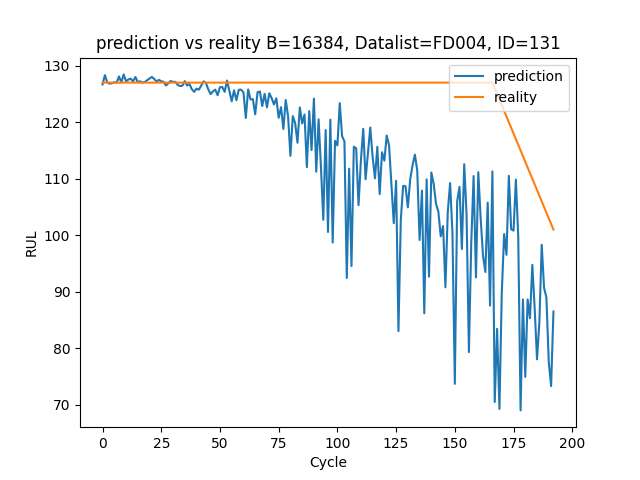 prediction vs reality B=16384, Datalist=FD004, ID=131
prediction
reality
RUL
130
120
110
100
90
80
70
0 25 50 75 100 125 150 175 200
Cycle